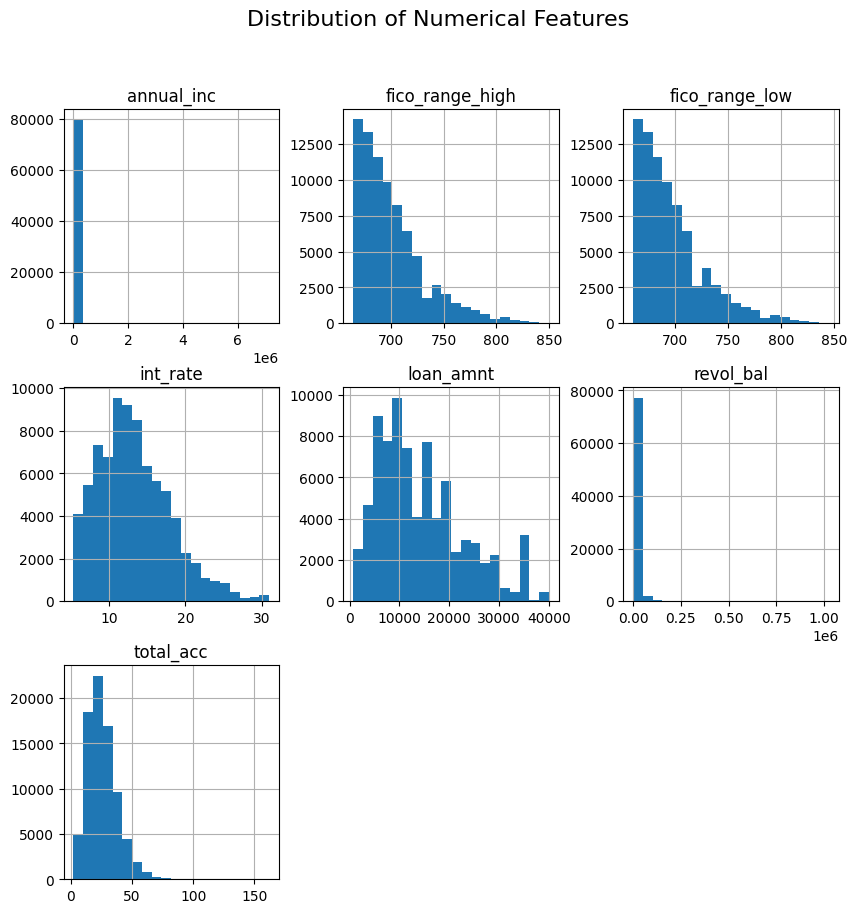 Distribution of Numerical Features
annual_inc
80000
60000
40000
20000
0
0 2 4 6
1e6
fico_range_high
12500
10000
7500
5000
2500
0
700 750 800 850
fico_range_low
12500
10000
7500
5000
2500
0
700 750 800 850
int_rate
10000
8000
6000
4000
2000
0
10 20 30
loan_amnt
10000
8000
6000
4000
2000
0
0 10000 20000 30000 40000
revol_bal
80000
60000
40000
20000
0
0.00 0.25 0.50 0.75 1.00
1e6
total_acc
20000
15000
10000
5000
0
0 50 100 150